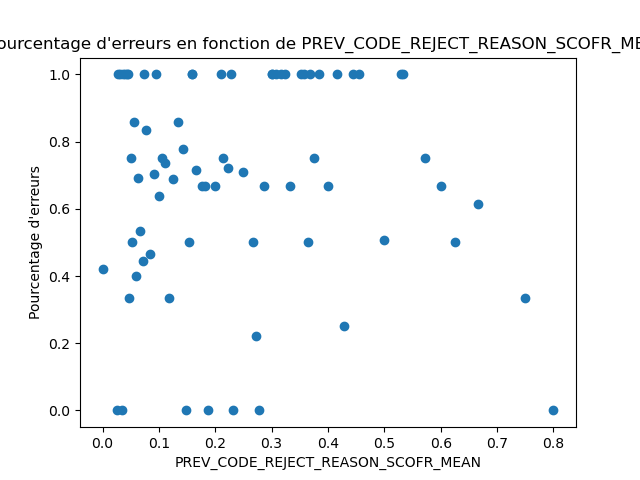 ourcentage d'erreurs en fonction de PREV_CODE_REJECT_REASON_SCOFR_ME
1.0
0.8
0.6
0.4
0.2
0.0
Pourcentage d'erreurs
0.0 0.1 0.2 0.3 0.4 0.5 0.6 0.7 0.8
PREV_CODE_REJECT_REASON_SCOFR_MEAN